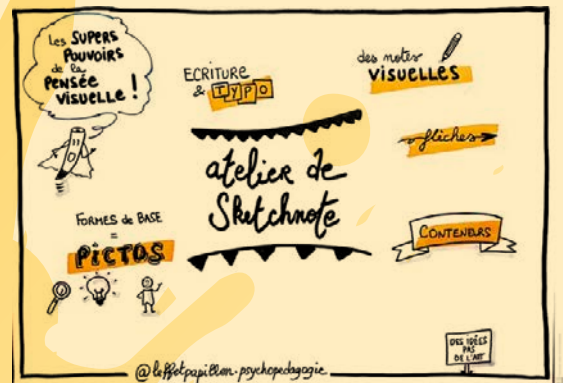 Les SUPERS
POUVOIRS
de la
PENSÉE
VISUELLE !
ECRITURE
& TYPO
des notes
VISUELLES
flèches
atelier de
Sketchnote
FORMES de BASE
=
PICTOS
CONTENEURS
DES IDÉES
PAS
DE L'ART
@leffetpapillon.psychopedagogie